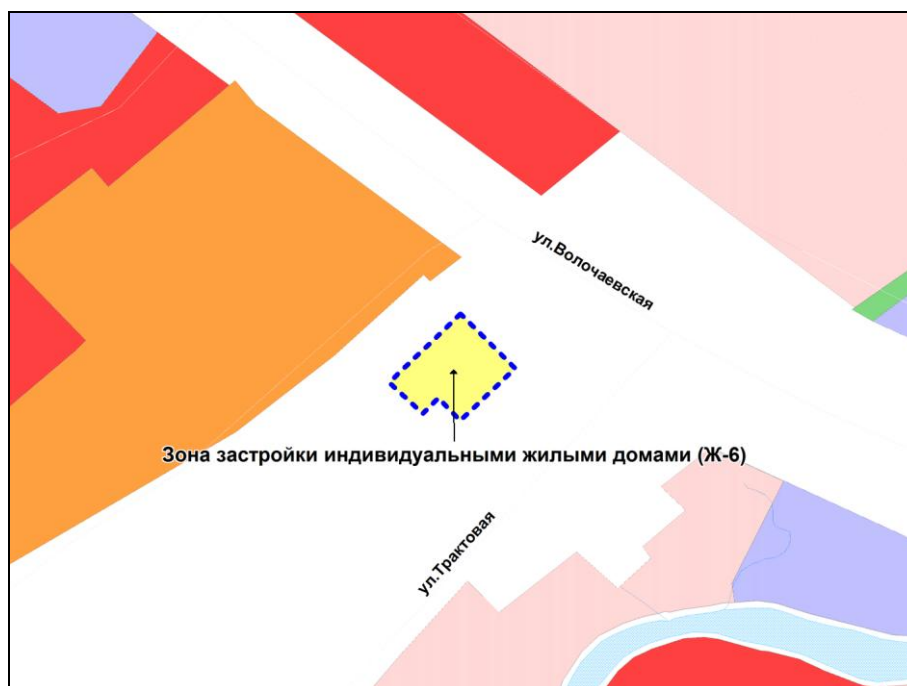 ул.Волочаевская
Зона застройки индивидуальными жилыми домами (Ж-6)
ул.Трактовая